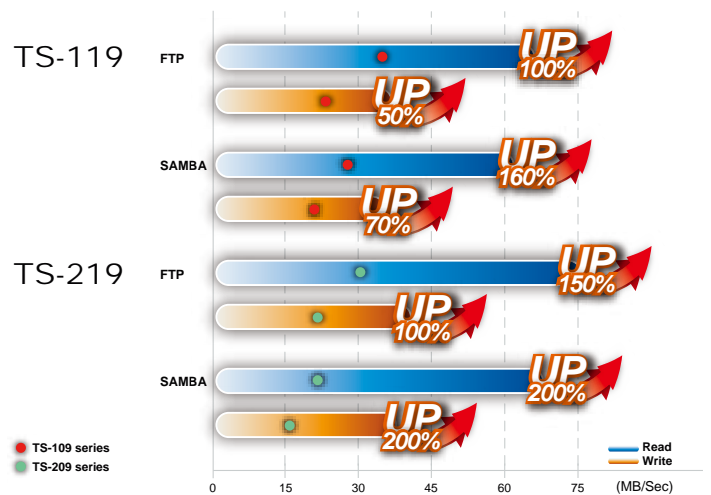 TS-119
FTP
UP
100%
UP
50%
SAMBA
UP
160%
UP
70%
TS-219
FTP
UP
150%
UP
100%
SAMBA
UP
200%
UP
200%
TS-109 series
TS-209 series
Read
Write
0 15 30 45 60 75 (MB/Sec)